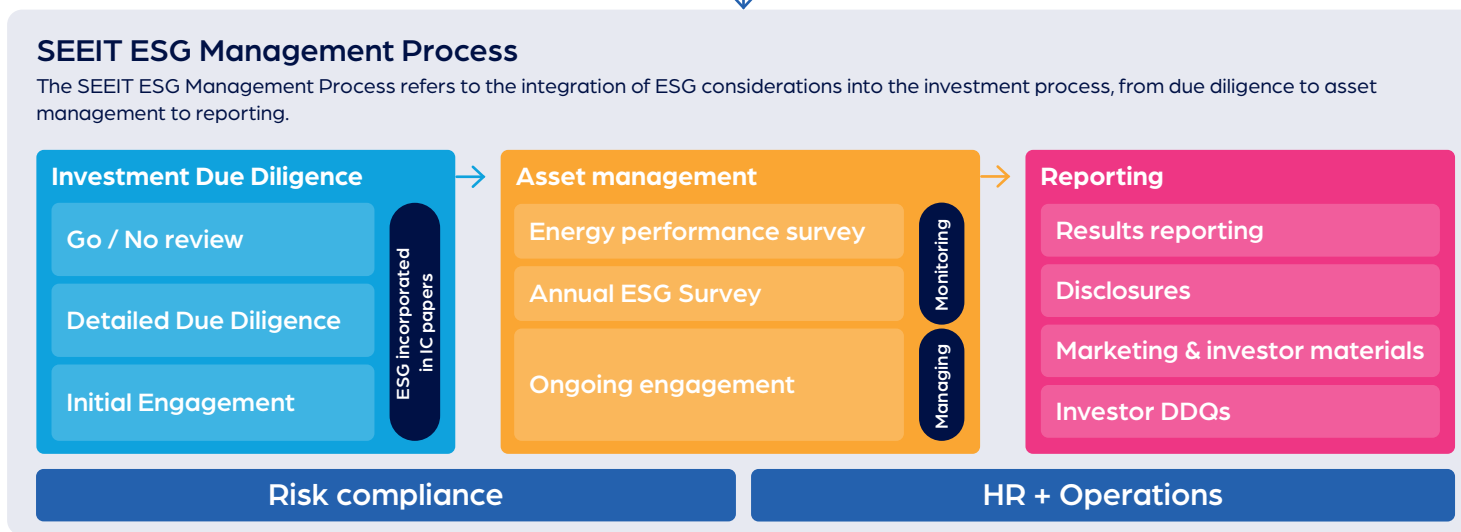 SEEIT ESG Management Process
The SEEIT ESG Management Process refers to the integration of ESG considerations into the investment process, from due diligence to asset
management to reporting.
Investment Due Diligence
Go / No review
Detailed Due Diligence
Initial Engagement
ESG incorporated
in IC papers
Asset management
Energy performance survey
Annual ESG Survey
Ongoing engagement
Monitoring
Managing
Reporting
Results reporting
Disclosures
Marketing & investor materials
Investor DDQs
Risk compliance
HR + Operations